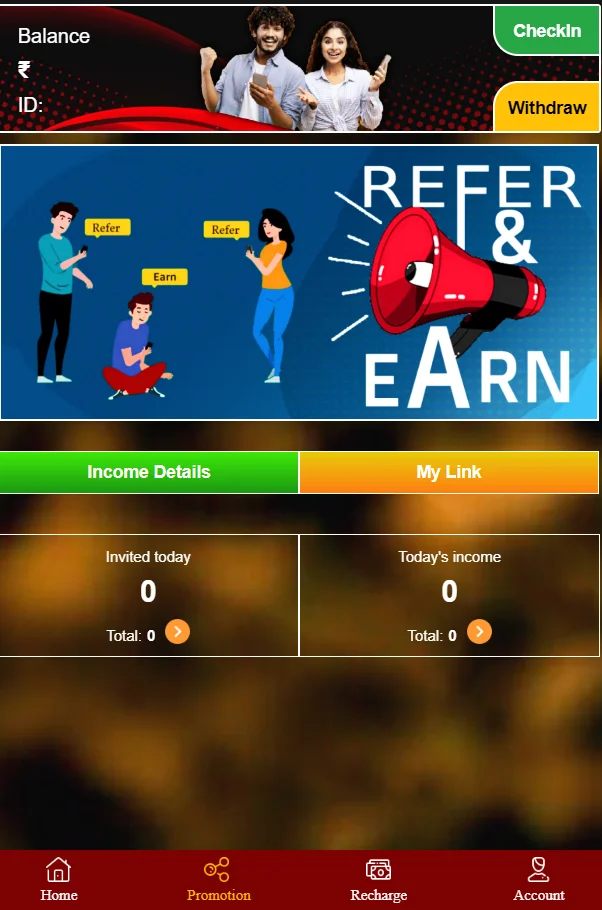 Balance
CheckIn
₹
ID:
Withdraw
REFER
&
EARN
Refer
Refer
Earn
Income Details
My Link
Invited today
Today's income
0
0
Total: 0
Total: 0
Home
Promotion
Recharge
Account